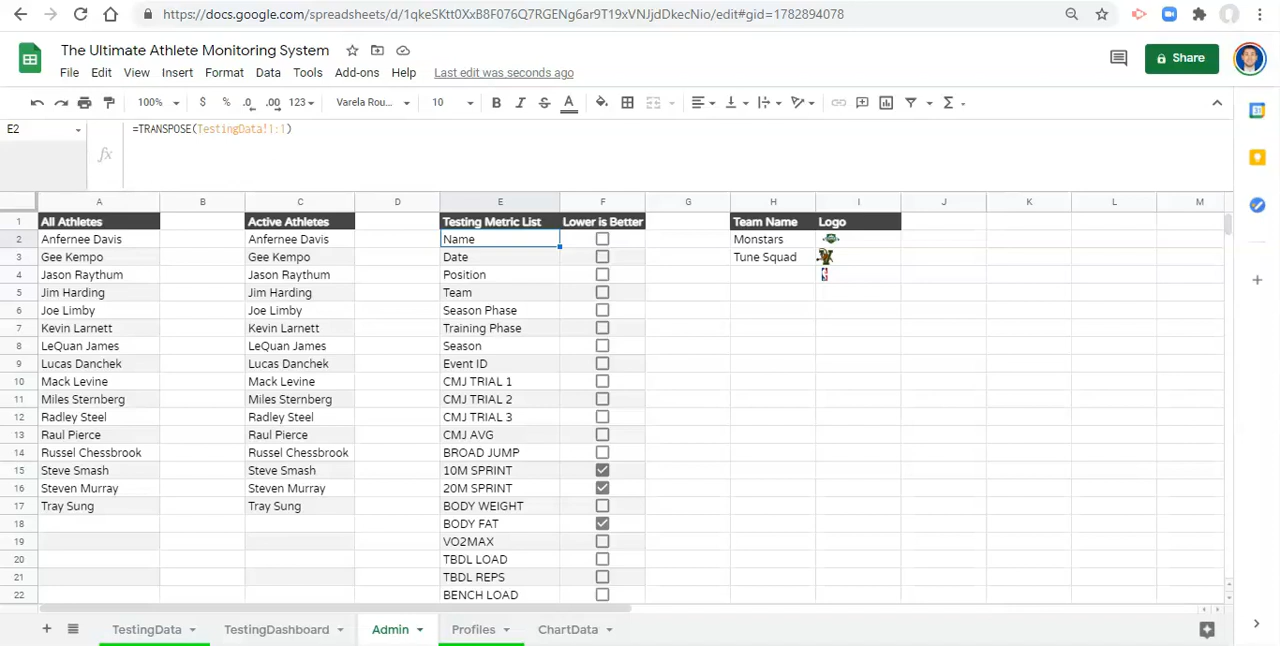 https://docs.google.com/spreadsheets/d/1qkeSKtt0XxB8F076Q7RGENg6ar9T19xVNJjdDkecNio/edit#gid=1782894078
The Ultimate Athlete Monitoring System
File Edit View Insert Format Data Tools Add-ons Help Last edit was seconds ago
Share
100% $ % .0 .00 123 Varela Rou... 10 B I S A
E2 =TRANSPOSE(TestingData!1:1)
fx
A B C D E F G H I J K L M
1 All Athletes Active Athletes Testing Metric List Lower is Better Team Name Logo
2 Anfernee Davis Anfernee Davis Name Monstars
3 Gee Kempo Gee Kempo Date Tune Squad
4 Jason Raythum Jason Raythum Position
5 Jim Harding Jim Harding Team
6 Joe Limby Joe Limby Season Phase
7 Kevin Larnett Kevin Larnett Training Phase
8 LeQuan James LeQuan James Season
9 Lucas Danchek Lucas Danchek Event ID
10 Mack Levine Mack Levine CMJ TRIAL 1
11 Miles Sternberg Miles Sternberg CMJ TRIAL 2
12 Radley Steel Radley Steel CMJ TRIAL 3
13 Raul Pierce Raul Pierce CMJ AVG
14 Russel Chessbrook Russel Chessbrook BROAD JUMP
15 Steve Smash Steve Smash 10M SPRINT
16 Steven Murray Steven Murray 20M SPRINT
17 Tray Sung Tray Sung BODY WEIGHT
18 BODY FAT
19 VO2MAX
20 TBDL LOAD
21 TBDL REPS
22 BENCH LOAD
TestingData TestingDashboard Admin Profiles ChartData